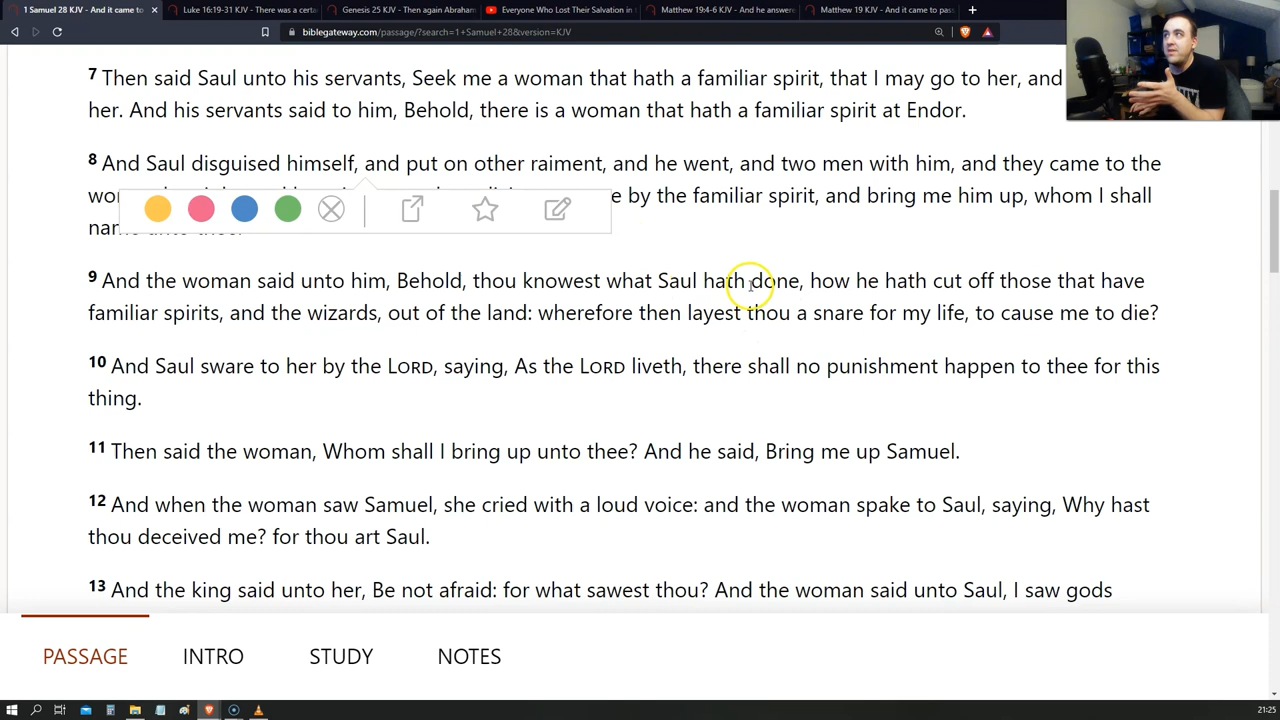 1 Samuel 28 KJV - And it came to
Luke 16:19-31 KJV - There was a certa
Genesis 25 KJV - Then again Abraham
Everyone Who Lost Their Salvation in
Matthew 19:4-6 KJV - And he answere
Matthew 19 KJV - And it came to pas
biblegateway.com/passage/?search=1+Samuel+28&version=KJV
7 Then said Saul unto his servants, Seek me a woman that hath a familiar spirit, that I may go to her, and
her. And his servants said to him, Behold, there is a woman that hath a familiar spirit at Endor.
8 And Saul disguised himself, and put on other raiment, and he went, and two men with him, and they came to the
e by the familiar spirit, and bring me him up, whom I shall
9 And the woman said unto him, Behold, thou knowest what Saul hath done, how he hath cut off those that have
familiar spirits, and the wizards, out of the land: wherefore then layest thou a snare for my life, to cause me to die?
10 And Saul sware to her by the LORD, saying, As the LORD liveth, there shall no punishment happen to thee for this
thing.
11 Then said the woman, Whom shall I bring up unto thee? And he said, Bring me up Samuel.
12 And when the woman saw Samuel, she cried with a loud voice: and the woman spake to Saul, saying, Why hast
thou deceived me? for thou art Saul.
13 And the king said unto her, Be not afraid: for what sawest thou? And the woman said unto Saul, I saw gods
PASSAGE
INTRO
STUDY
NOTES
21:25